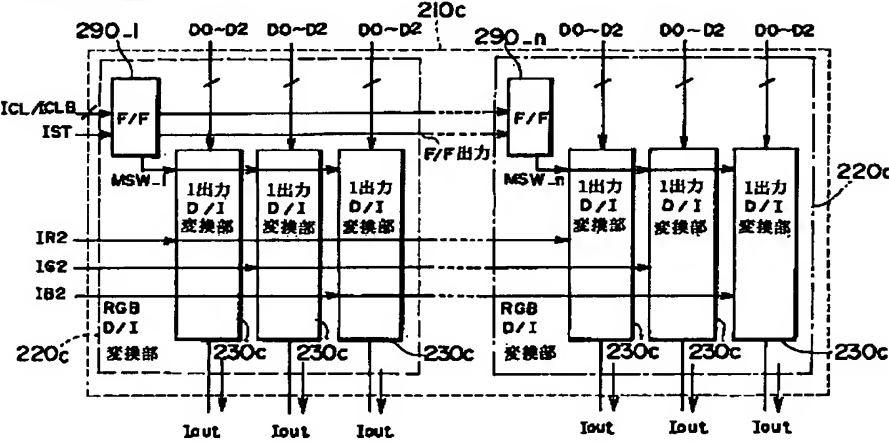 210c
290_1 D0~D2 D0~D2 D0~D2 290_n D0~D2 D0~D2 D0~D2
ICL/ICLB
F/F
F/F
IST
F/F出力
MSW_1
MSW_n
220c
1出力
D/I
変換部
1出力
D/I
変換部
1出力
D/I
変換部
1出力
D/I
変換部
1出力
D/I
変換部
1出力
D/I
変換部
IR2
IG2
IB2
RGB
D/I
変換部
RGB
D/I
変換部
220c
230c 230c 230c 230c 230c 230c
Iout Iout Iout Iout Iout Iout